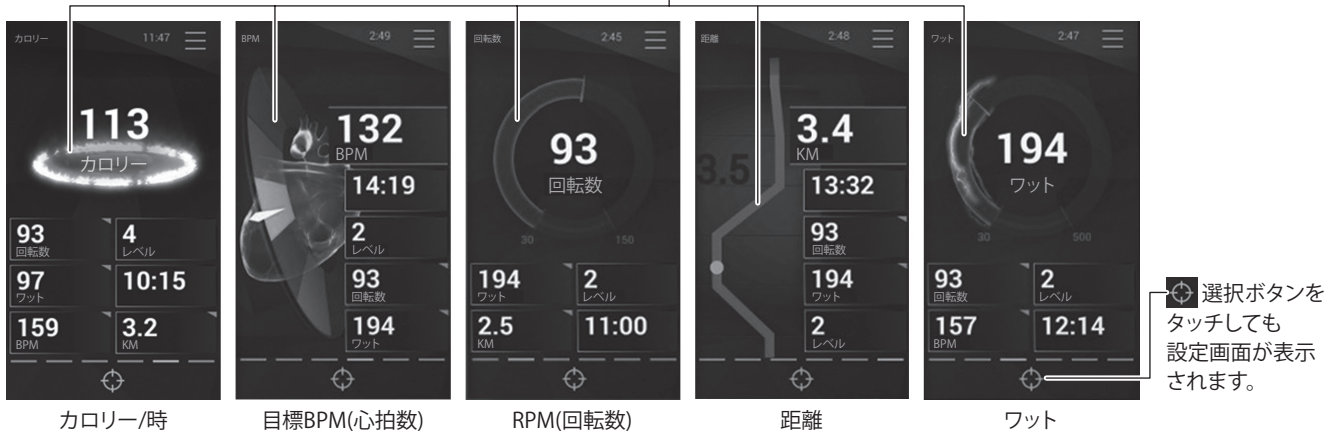 カロリー 11:47
113
カロリー
93
回転数
4
レベル
97
ワット
10:15
159
BPM
3.2
KM
カロリー/時
BPM 2:49
132
BPM
14:19
2
レベル
93
回転数
194
ワット
目標BPM(心拍数)
回転数 2:45
93
回転数
30 150
194
ワット
2
レベル
2.5
KM
11:00
RPM(回転数)
距離 2:48
3.4
KM
3.5
13:32
93
回転数
194
ワット
2
レベル
距離
ワット 2:47
194
ワット
30 500
93
回転数
2
レベル
157
BPM
12:14
ワット
選択ボタンを
タッチしても
設定画面が表示
されます。